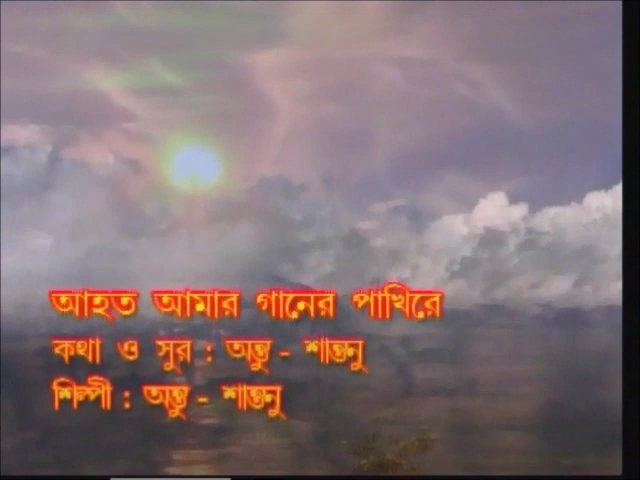 আহত আমার গানের পাখিরে
কথা ও সুর : অন্তু - শান্তনু
শিল্পী : অন্তু - শান্তনু